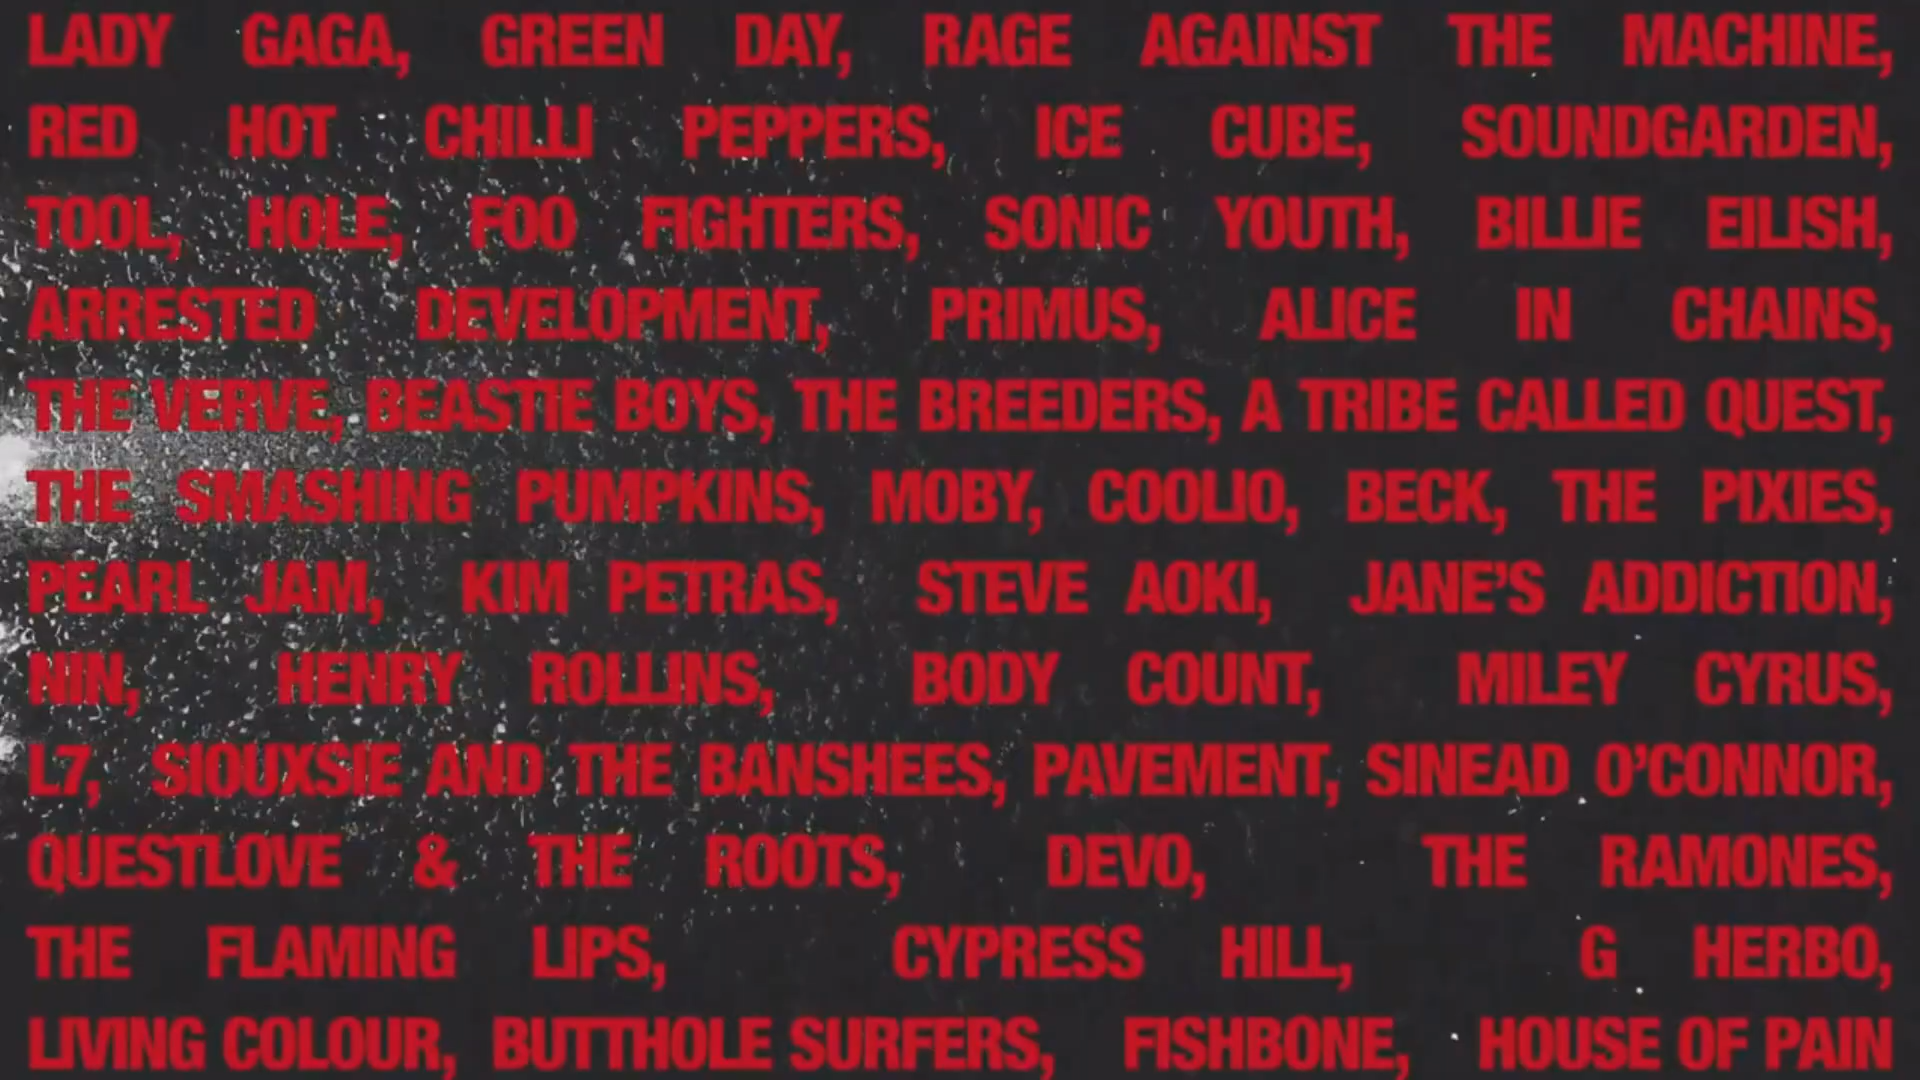 LADY GAGA, GREEN DAY, RAGE AGAINST THE MACHINE,
RED HOT CHILLI PEPPERS, ICE CUBE, SOUNDGARDEN,
TOOL, HOLE, FOO FIGHTERS, SONIC YOUTH, BILLIE EILISH,
ARRESTED DEVELOPMENT, PRIMUS, ALICE IN CHAINS,
THE VERVE, BEASTIE BOYS, THE BREEDERS, A TRIBE CALLED QUEST,
THE SMASHING PUMPKINS, MOBY, COOLIO, BECK, THE PIXIES,
PEARL JAM, KIM PETRAS, STEVE AOKI, JANE’S ADDICTION,
NIN, HENRY ROLLINS, BODY COUNT, MILEY CYRUS,
L7, SIOUXSIE AND THE BANSHEES, PAVEMENT, SINEAD O’CONNOR,
QUESTLOVE & THE ROOTS, DEVO, THE RAMONES,
THE FLAMING LIPS, CYPRESS HILL, G HERBO,
LIVING COLOUR, BUTTHOLE SURFERS, FISHBONE, HOUSE OF PAIN